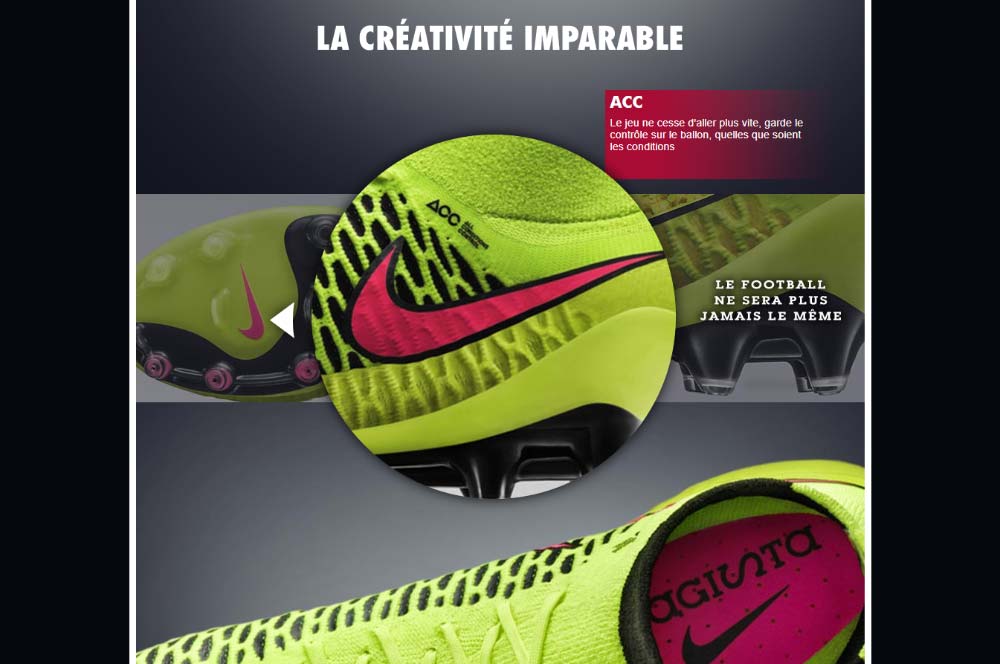 LA CRÉATIVITÉ IMPARABLE
ACC
Le jeu ne cesse d'aller plus vite, garde le
contrôle sur le ballon, quelles que soient
les conditions
ACC
LE FOOTBALL
NE SERA PLUS
JAMAIS LE MÊME
MAGISTA